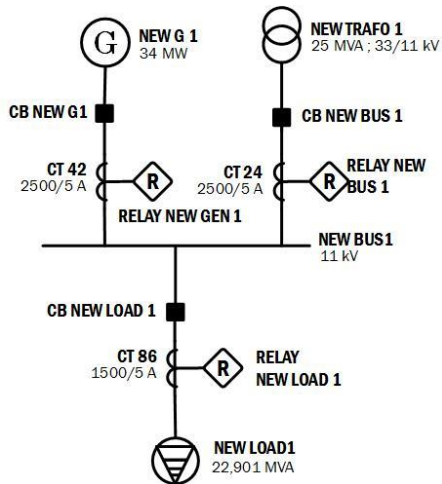 G
NEW G 1
34 MW
NEW TRAFO 1
25 MVA ; 33/11 kV
CB NEW G1
CB NEW BUS 1
CT 42
2500/5 A
R
RELAY NEW GEN 1
CT 24
2500/5 A
R
RELAY NEW
BUS 1
NEW BUS1
11 kV
CB NEW LOAD 1
CT 86
1500/5 A
R
RELAY
NEW LOAD 1
NEW LOAD1
22,901 MVA